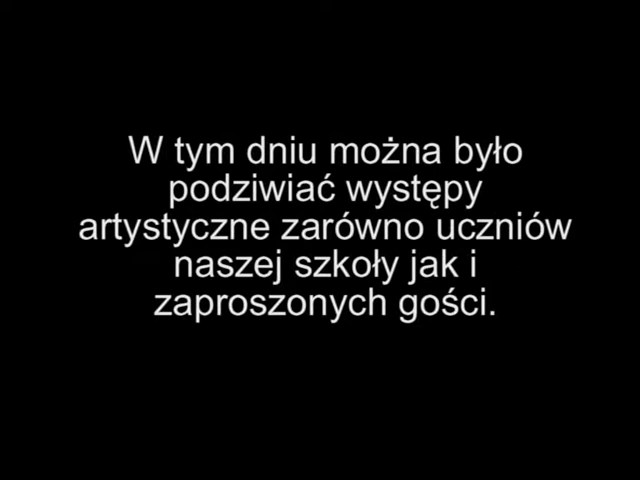 W tym dniu można było
podziwiać występy
artystyczne zarówno uczniów
naszej szkoły jak i
zaproszonych gości.